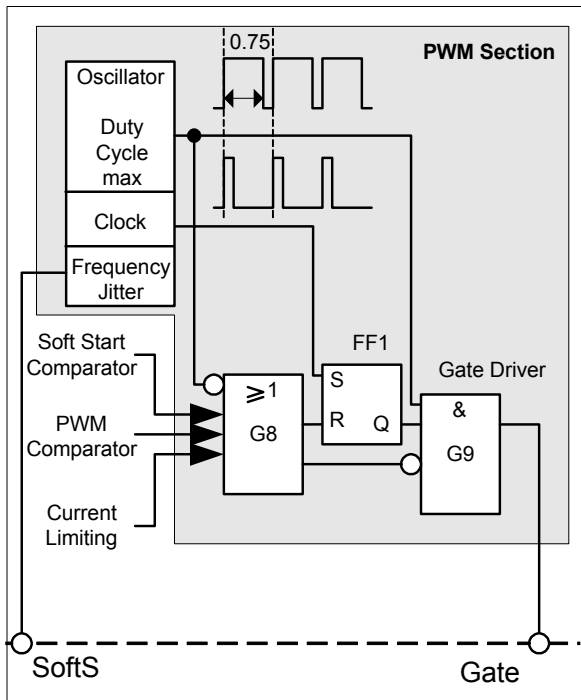 0.75
PWM Section
Oscillator
Duty
Cycle
max
Clock
Frequency
Jitter
Soft Start
Comparator
PWM
Comparator
Current
Limiting
≥1
G8
FF1
S
R
Q
Gate Driver
&
G9
SoftS
Gate